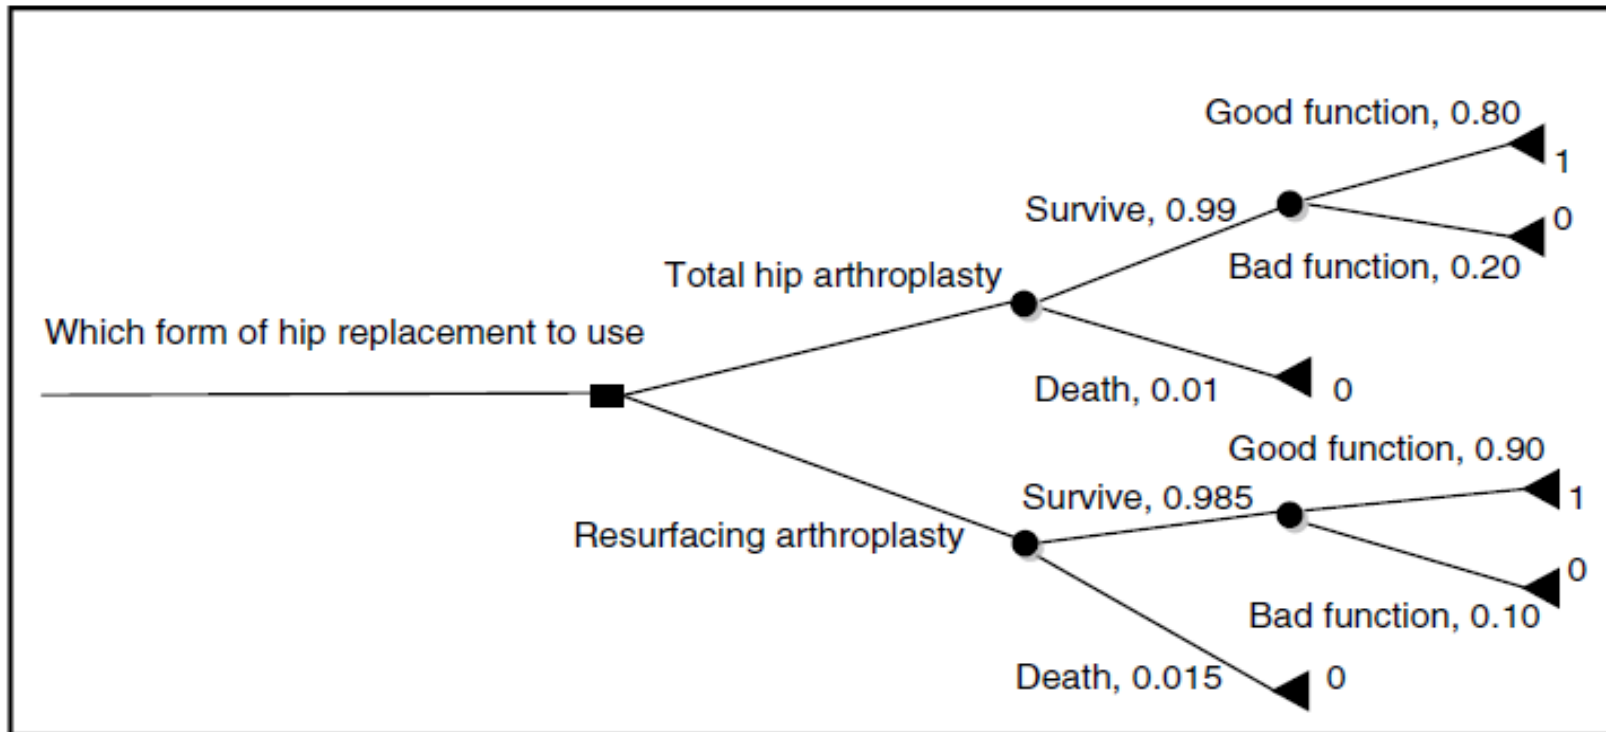 Good function, 0.80
1
Survive, 0.99
0
Bad function, 0.20
Total hip arthroplasty
Which form of hip replacement to use
Death, 0.01
0
Good function, 0.90
Survive, 0.985
1
Resurfacing arthroplasty
0
Bad function, 0.10
Death, 0.015
0